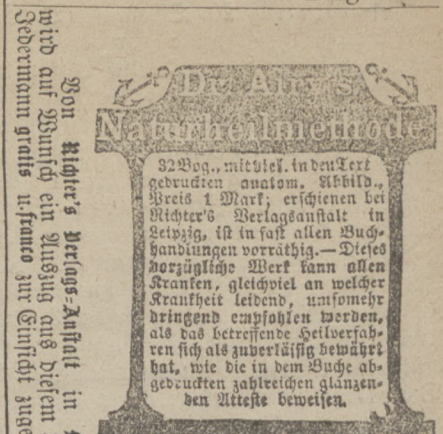 Dr. Airy's
Naturheilmethode
32 Bog., mit viel. in den Text
gedruckten anatom. Abbild.,
Preis 1 Mark; erschienen bei
Richter's Verlagsanstalt in
Leipzig, ist in fast allen Buch-
handlungen vorräthig. — Dieses
vorzügliche Werk kann allen
Kranken, gleichviel an welcher
Krankheit leidend, umsomehr
dringend empfohlen werden,
als das betreffende Heilverfah-
ren sich als zuverläßig bewährt
hat, wie die in dem Buche ab-
gedruckten zahlreichen glänzen-
den Atteste beweisen.
Von Richter's Verlags-Anstalt in
wird auf Wunsch ein Auszug aus diesem
Jedermann gratis u. franco zur Einsicht zuge